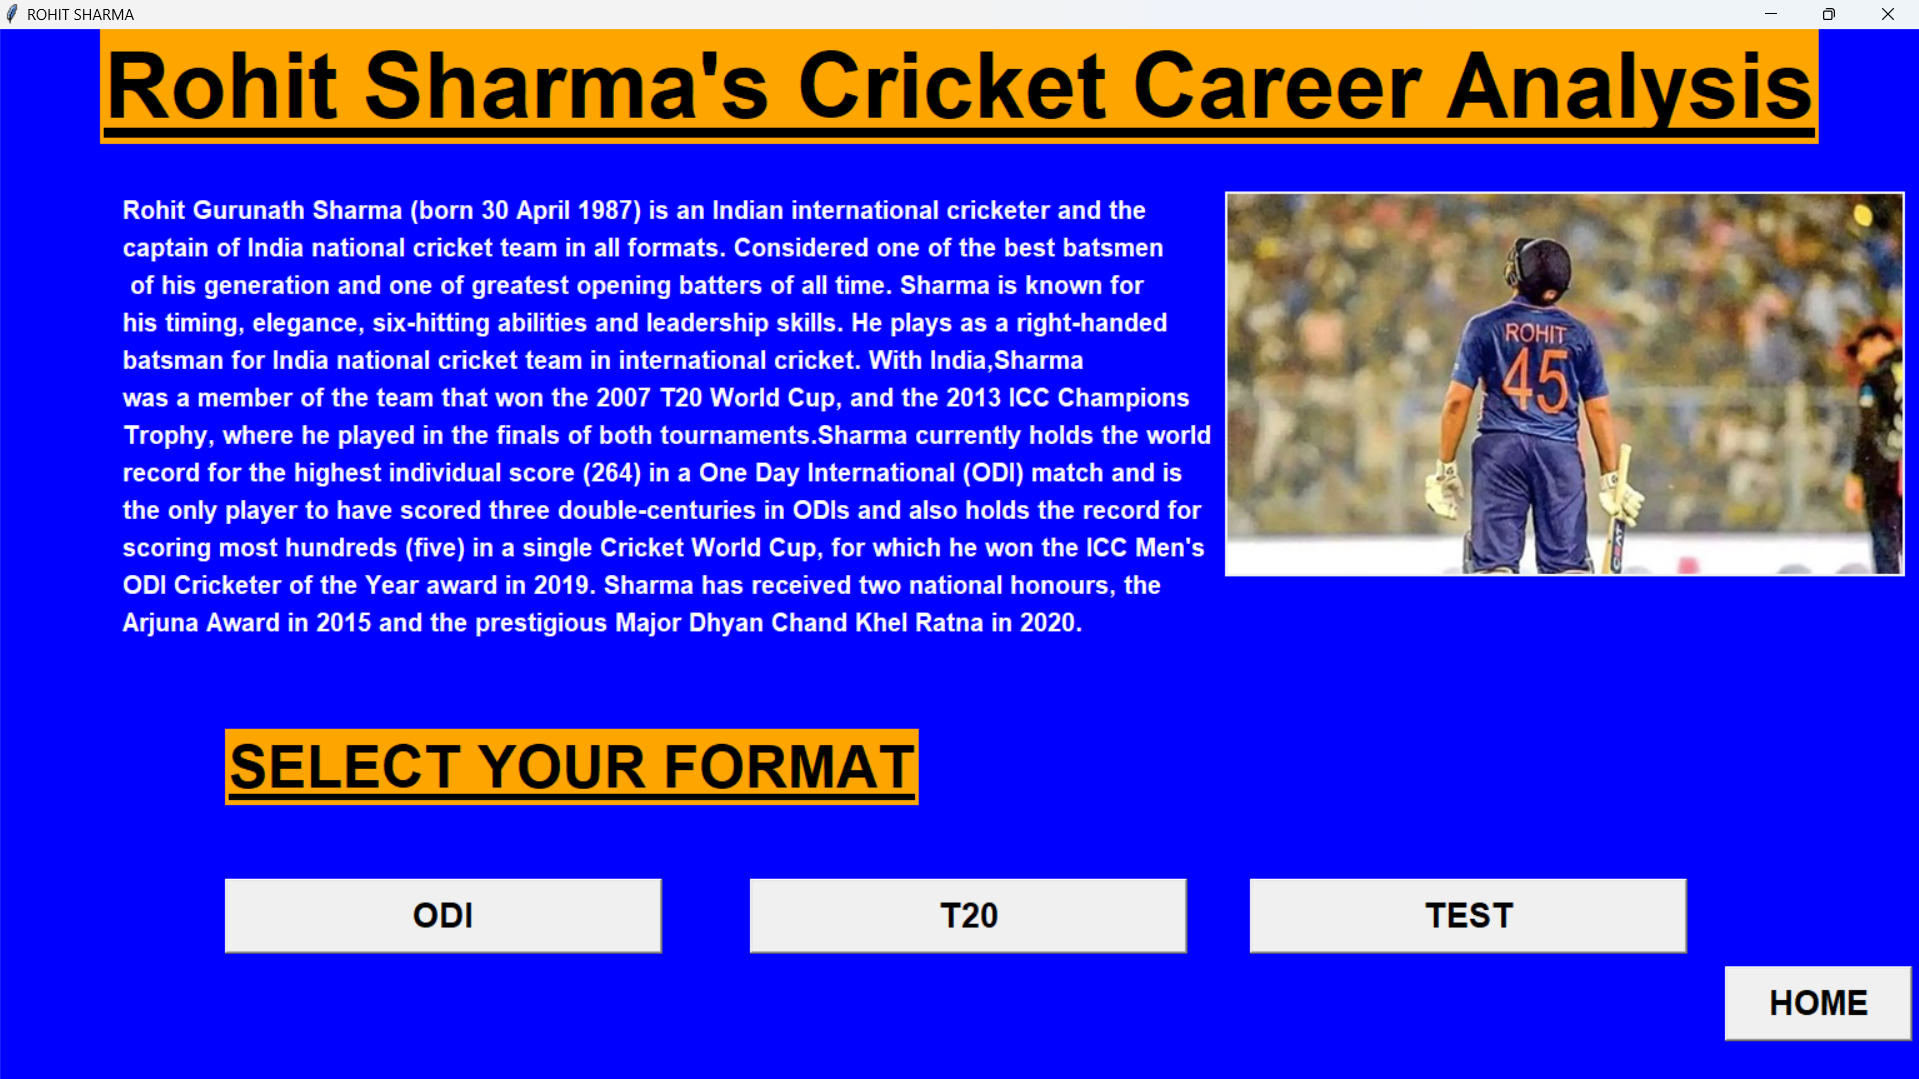 ROHIT SHARMA
Rohit Sharma's Cricket Career Analysis
Rohit Gurunath Sharma (born 30 April 1987) is an Indian international cricketer and the
captain of India national cricket team in all formats. Considered one of the best batsmen
of his generation and one of greatest opening batters of all time. Sharma is known for
his timing, elegance, six-hitting abilities and leadership skills. He plays as a right-handed
batsman for India national cricket team in international cricket. With India,Sharma
was a member of the team that won the 2007 T20 World Cup, and the 2013 ICC Champions
Trophy, where he played in the finals of both tournaments.Sharma currently holds the world
record for the highest individual score (264) in a One Day International (ODI) match and is
the only player to have scored three double-centuries in ODIs and also holds the record for
scoring most hundreds (five) in a single Cricket World Cup, for which he won the ICC Men's
ODI Cricketer of the Year award in 2019. Sharma has received two national honours, the
Arjuna Award in 2015 and the prestigious Major Dhyan Chand Khel Ratna in 2020.
ROHIT
45
CEAT
SELECT YOUR FORMAT
ODI
T20
TEST
HOME